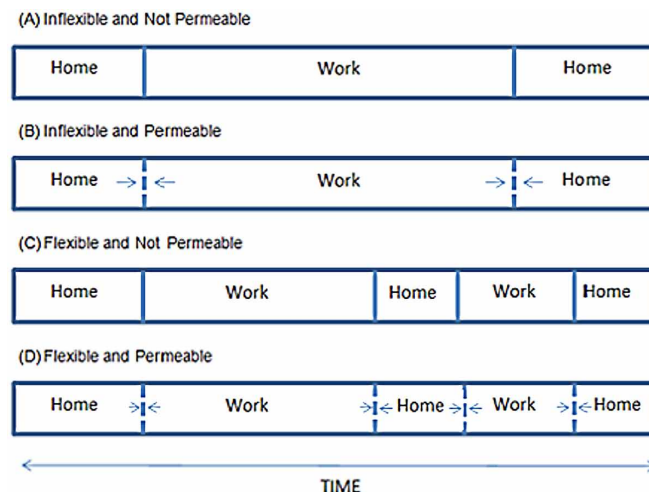 (A) Inflexible and Not Permeable
Home Work Home
(B) Inflexible and Permeable
Home Work Home
(C) Flexible and Not Permeable
Home Work Home Work Home
(D) Flexible and Permeable
Home Work Home Work Home
TIME